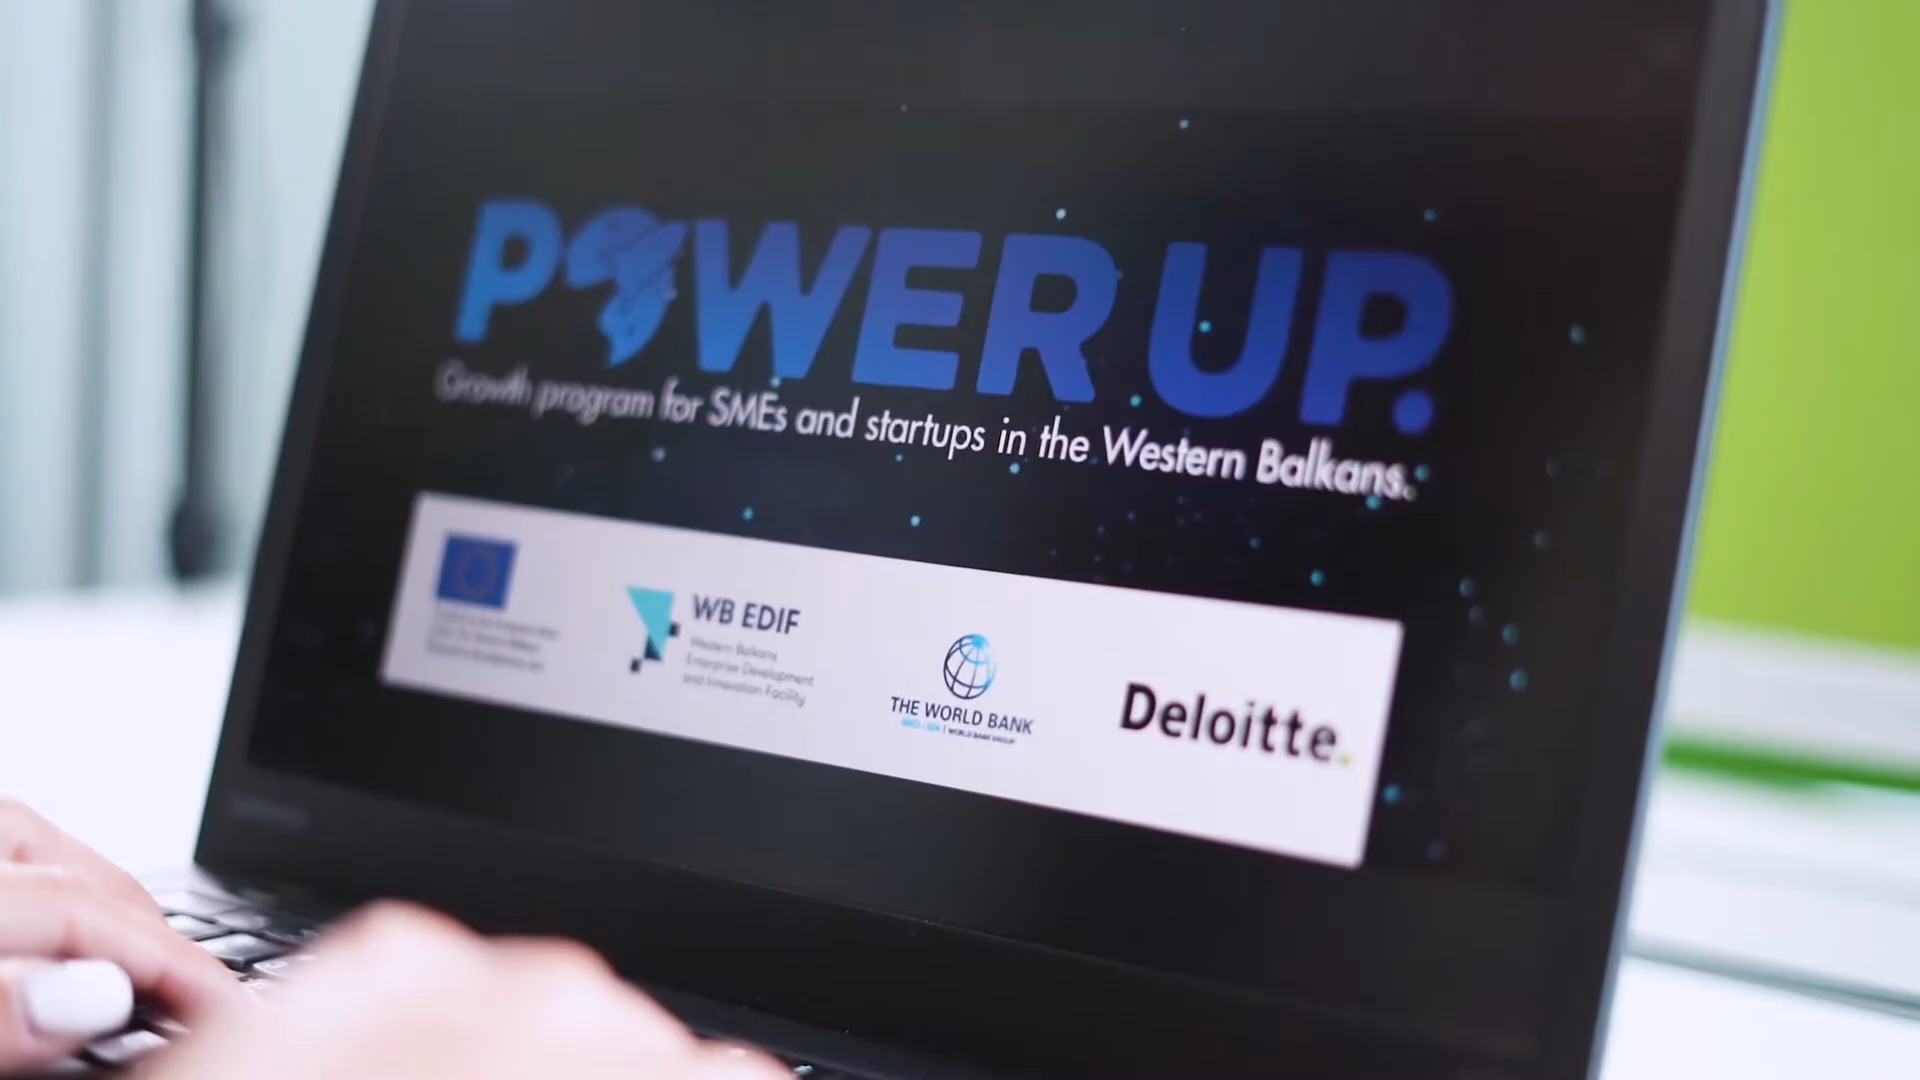 POWER UP.
Growth program for SMEs and startups in the Western Balkans.
WB EDIF
Western Balkans
Enterprise Development
and Innovation Facility
THE WORLD BANK
WORLD BANK GROUP
Deloitte.